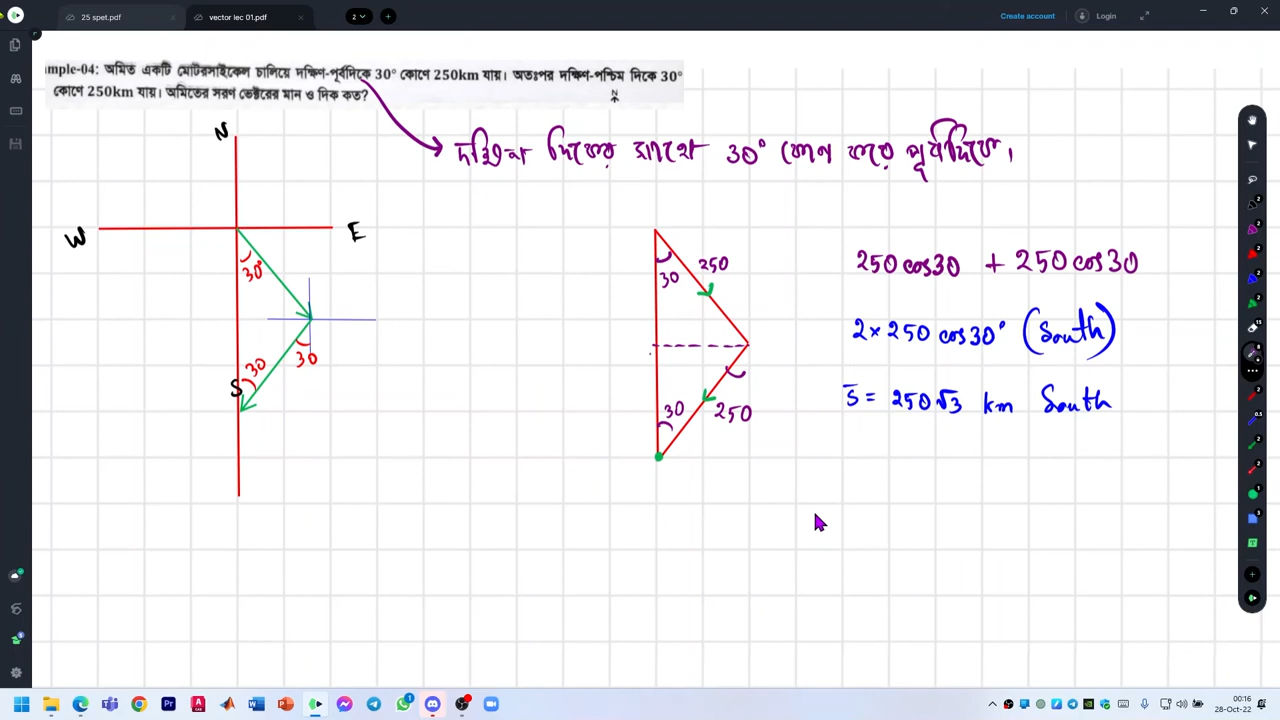 25 spet.pdf
vector lec 01.pdf
2
Create account
Login
mple-04: অমিত একটি মোটরসাইকেল চালিয়ে দক্ষিণ-পূর্বদিকে 30° কোণে 250km যায়। অতঃপর দক্ষিণ-পশ্চিম দিকে 30°
কোণে 250km যায়। অমিতের সরণ ভেক্টরের মান ও দিক কত?
N
দক্ষিণ দিকের সাথে 30° কোণ করে পূর্বদিকে।
N
W
E
30°
30
30
S
30
250
30
250
250 cos30 + 250 cos30
2×250 cos30° (South)
s̅ = 250√3 km South
00:16
28-Oct-22